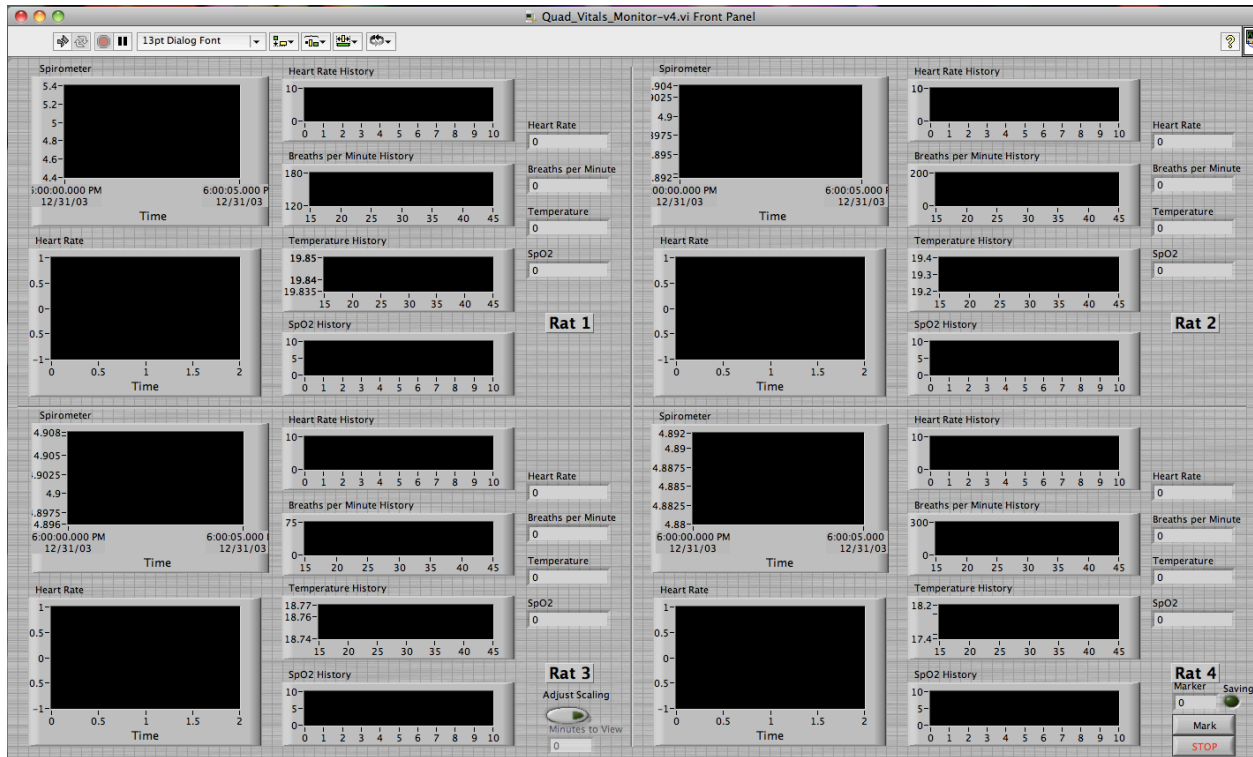 Quad_Vitals_Monitor-v4.vi Front Panel
13pt Dialog Font
?
Spirometer
5.4
5.2
5
4.8
4.6
4.4
6:00:05.000 P
12/31/03 12/31/03
Time
Heart Rate
1
0.5
0
0.5
-1
0 0.5 1 1.5 2
Time
Heart Rate History
10
0
0 1 2 3 4 5 6 7 8 9 10
Breaths per Minute History
180
120
15 20 25 30 35 40 45
Temperature History
19.85
19.84
19.835
15 20 25 30 35 40 45
SpO2 History
10
5
0
0 1 2 3 4 5 6 7 8 9 10
Heart Rate
0
Breaths per Minute
0
Temperature
0
SpO2
0
Rat 1
Spirometer
.904
4.9
.895
.892
00:00.000 PM 6:00:05.000 P
12/31/03 12/31/03
Time
Heart Rate
1
0.5
0
0.5
-1
0 0.5 1 1.5 2
Time
Heart Rate History
10
0
0 1 2 3 4 5 6 7 8 9 10
Breaths per Minute History
200
0
15 20 25 30 35 40 45
Temperature History
19.4
19.3
19.2
15 20 25 30 35 40 45
SpO2 History
10
5
0
0 1 2 3 4 5 6 7 8 9 10
Heart Rate
0
Breaths per Minute
0
Temperature
0
SpO2
0
Rat 2
Spirometer
4.908
4.905
.9025
4.9
.8975
4.896
6:00:00.000 PM 6:00:05.000
12/31/03 12/31/03
Time
Heart Rate
1
0.5
0
0.5
-1
0 0.5 1 1.5 2
Time
Heart Rate History
10
0
0 1 2 3 4 5 6 7 8 9 10
Breaths per Minute History
75
0
15 20 25 30 35 40 45
Temperature History
18.77
18.76
18.74
15 20 25 30 35 40 45
SpO2 History
10
5
0
0 1 2 3 4 5 6 7 8 9 10
Heart Rate
0
Breaths per Minute
0
Temperature
0
SpO2
0
Rat 3
Adjust Scaling
Minutes to View
0
Spirometer
4.892
4.89
4.8875
4.885
4.8825
4.88
6:00:00.000 PM 6:00:05.000
12/31/03 12/31/03
Time
Heart Rate
1
0.5
0
0.5
-1
0 0.5 1 1.5 2
Time
Heart Rate History
10
0
0 1 2 3 4 5 6 7 8 9 10
Breaths per Minute History
300
0
15 20 25 30 35 40 45
Temperature History
18.2
17.4
15 20 25 30 35 40 45
SpO2 History
10
5
0
0 1 2 3 4 5 6 7 8 9 10
Heart Rate
0
Breaths per Minute
0
Temperature
0
SpO2
0
Rat 4
Marker Saving
0
Mark
STOP